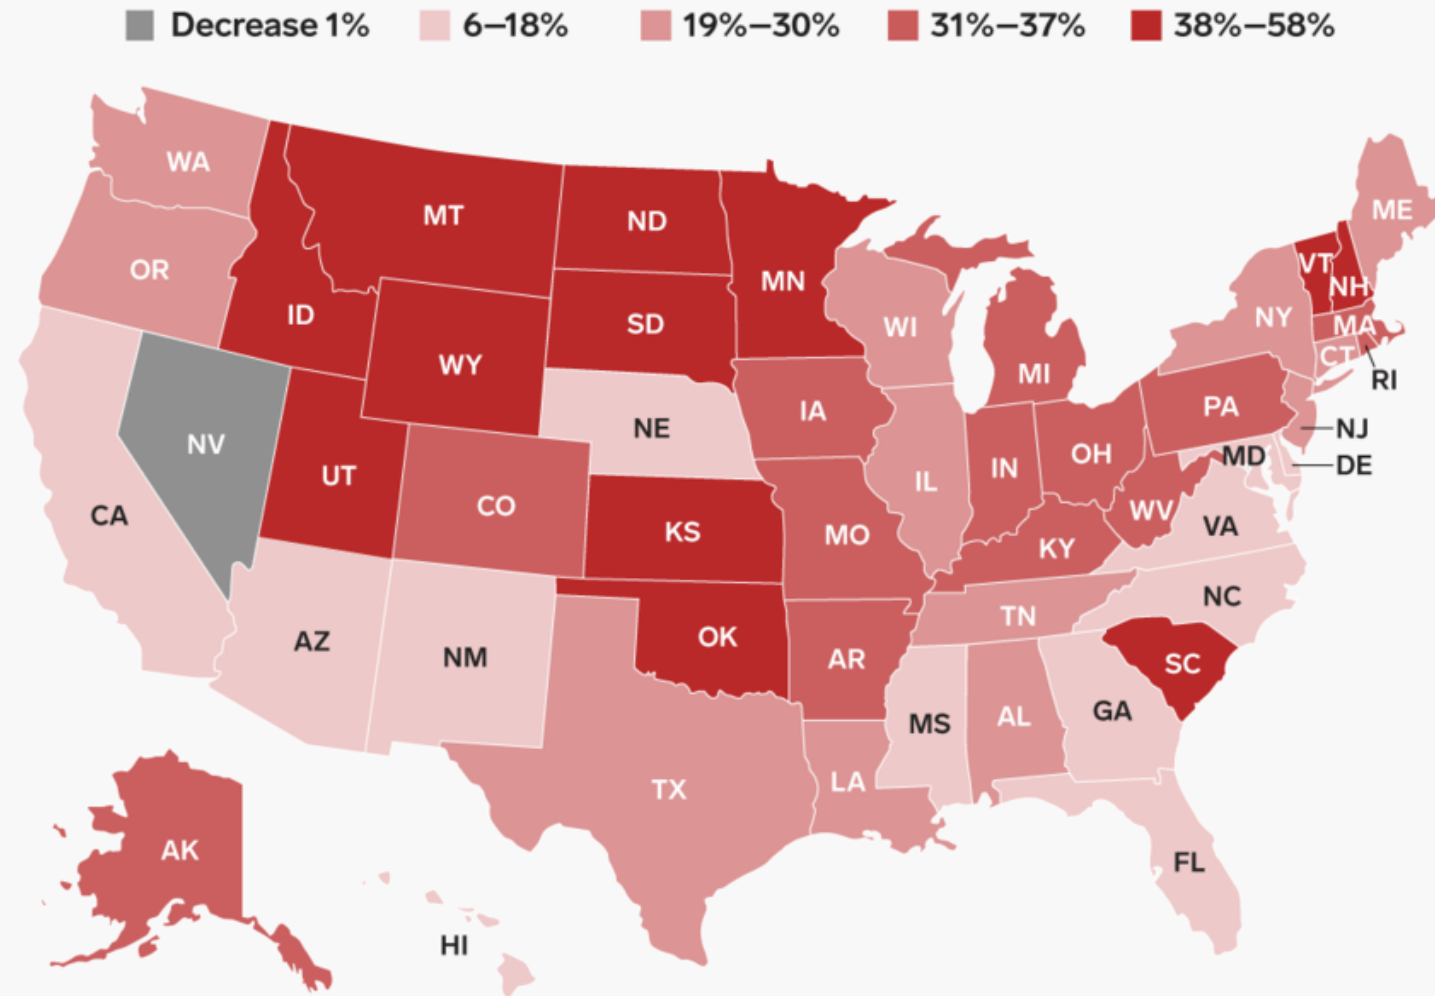 Decrease 1% 6–18% 19%–30% 31%–37% 38%–58%
WA
MT
ND
MN
ME
OR
ID
SD
WI
VT
NH
NY
MA
CT
RI
WY
MI
IA
PA
NE
NJ
NV
UT
CO
IL
IN
OH
MD
DE
CA
KS
MO
WV
VA
KY
AZ
NM
OK
AR
TN
NC
SC
MS
AL
GA
TX
LA
AK
FL
HI